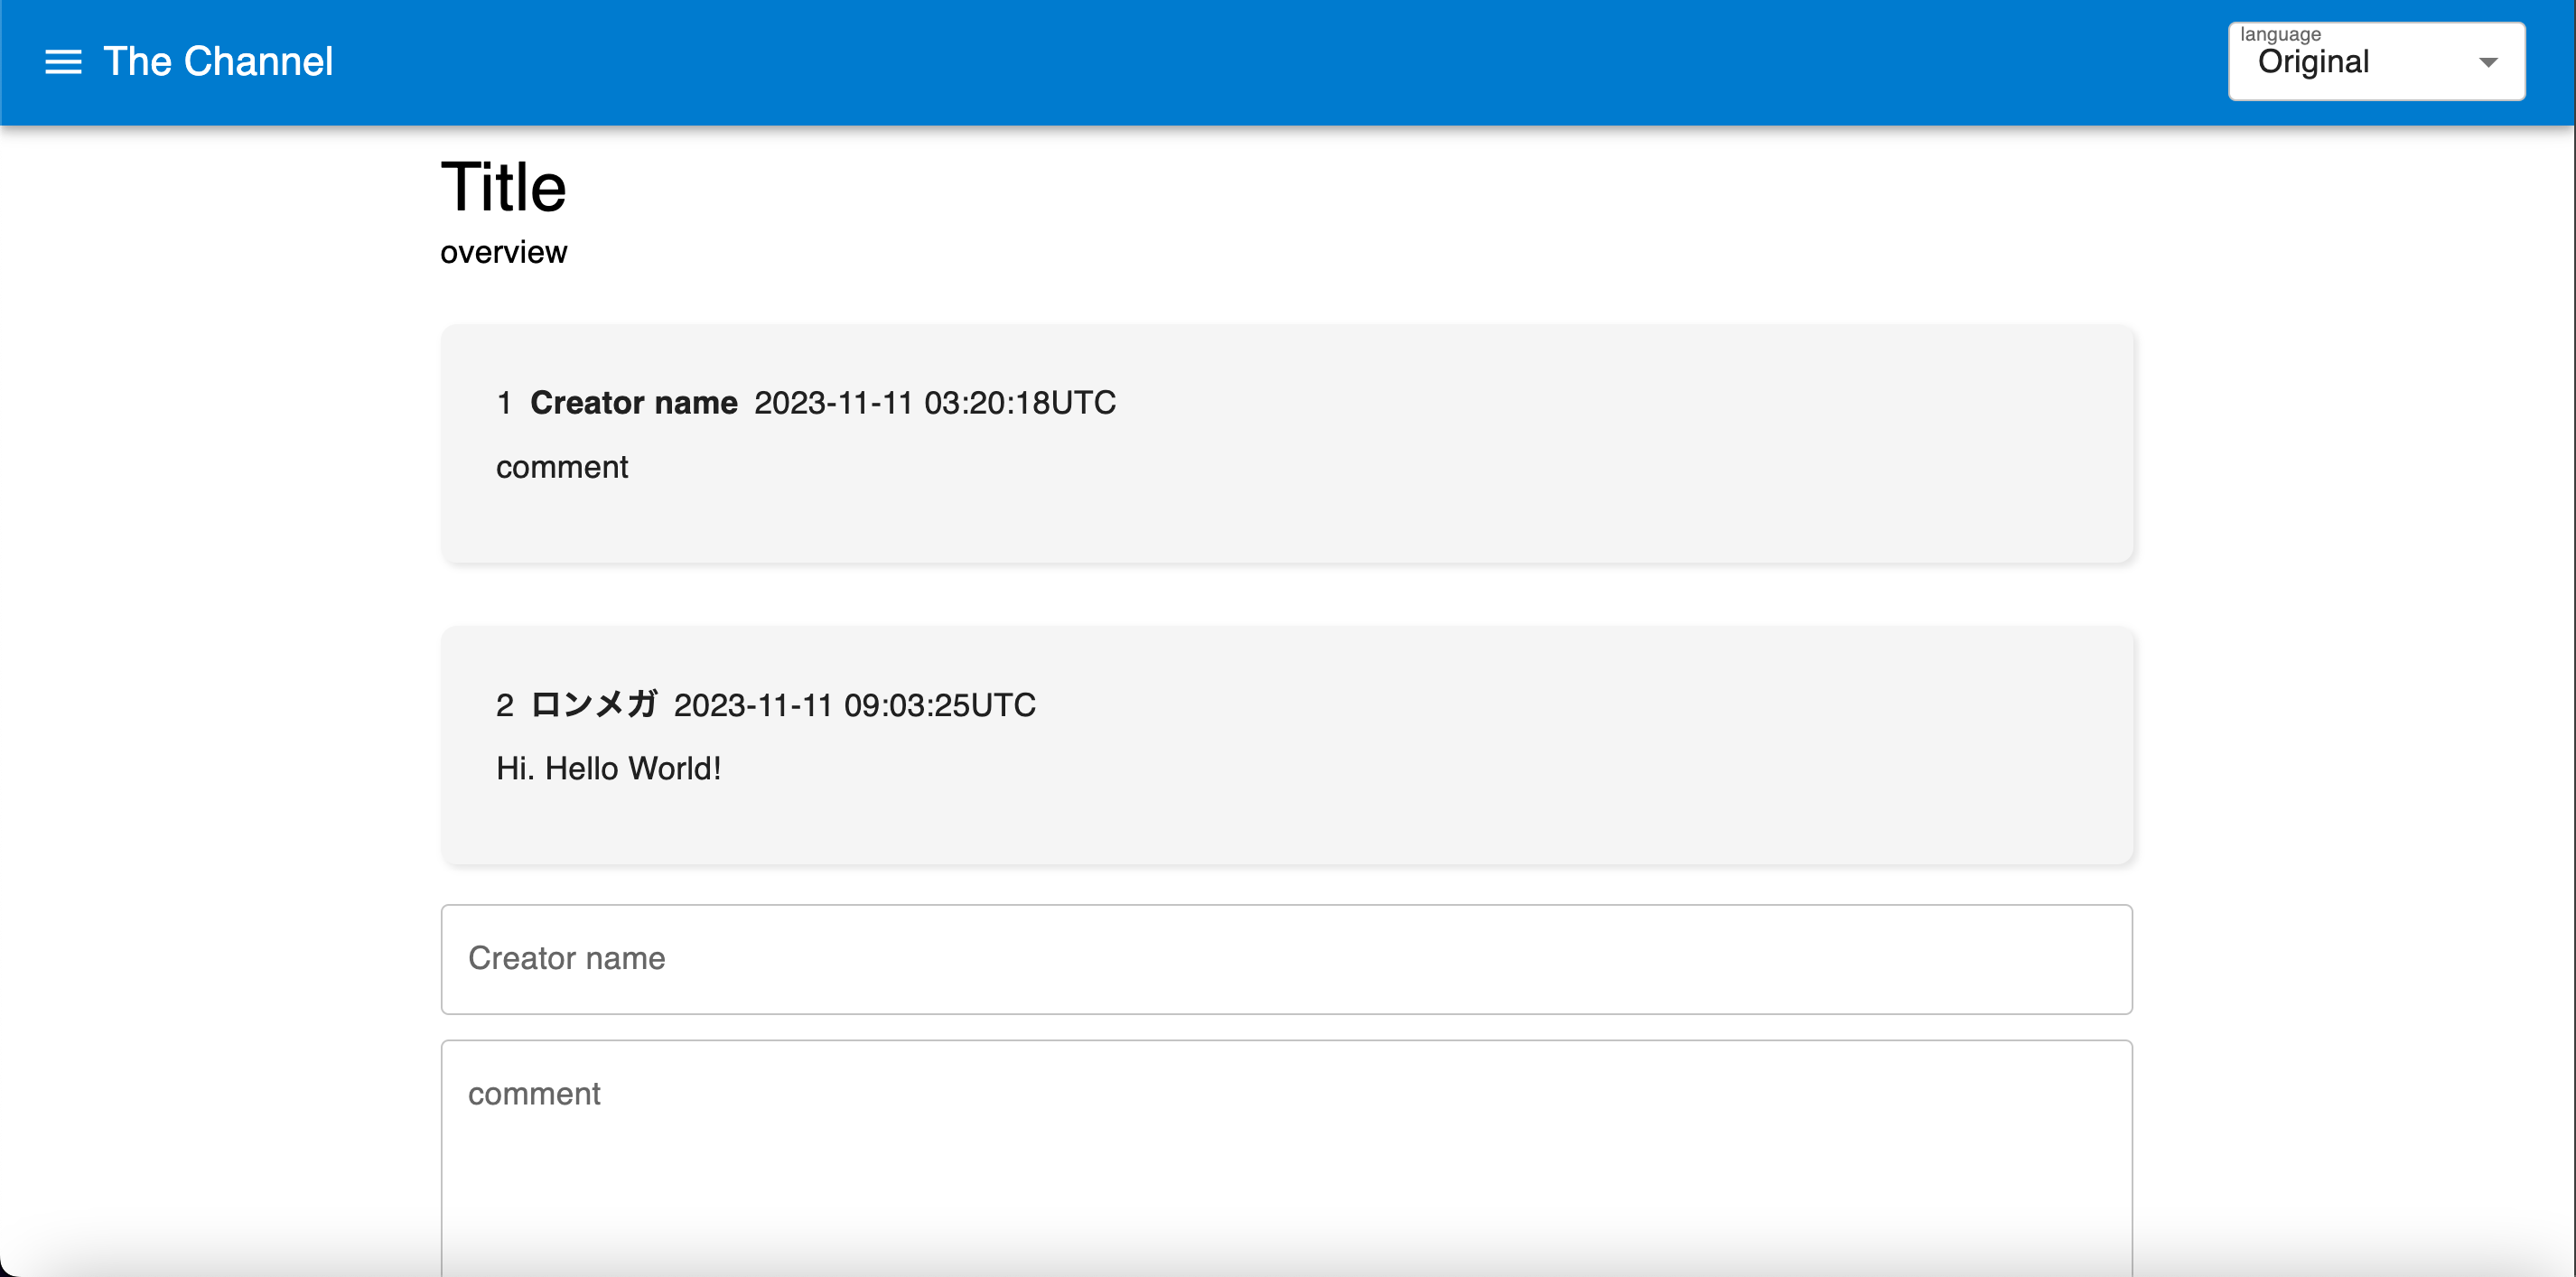 The Channel
language
Original
Title
overview
1 Creator name 2023-11-11 03:20:18UTC
comment
2 ロンメガ 2023-11-11 09:03:25UTC
Hi. Hello World!
Creator name
comment